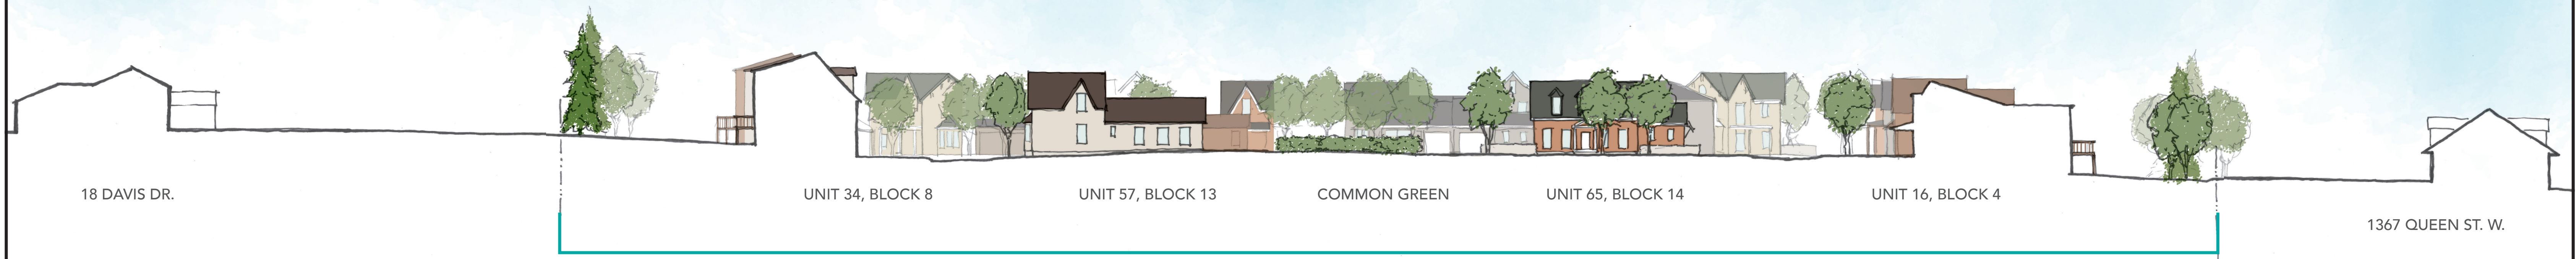 18 DAVIS DR.
UNIT 34, BLOCK 8
UNIT 57, BLOCK 13
COMMON GREEN
UNIT 65, BLOCK 14
UNIT 16, BLOCK 4
1367 QUEEN ST. W.